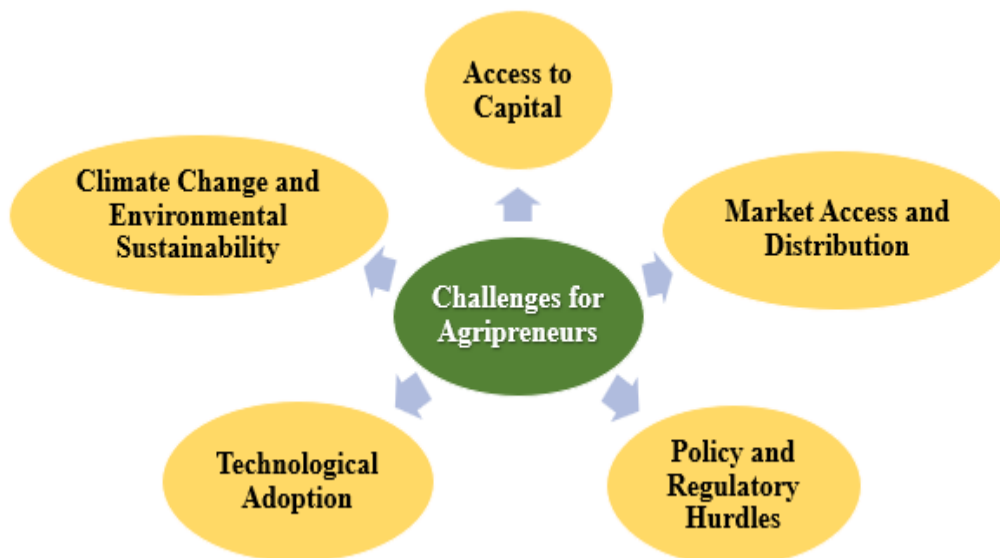 Access to
Capital
Climate Change and
Environmental
Sustainability
Market Access and
Distribution
Challenges for
Agripreneurs
Technological
Adoption
Policy and
Regulatory
Hurdles